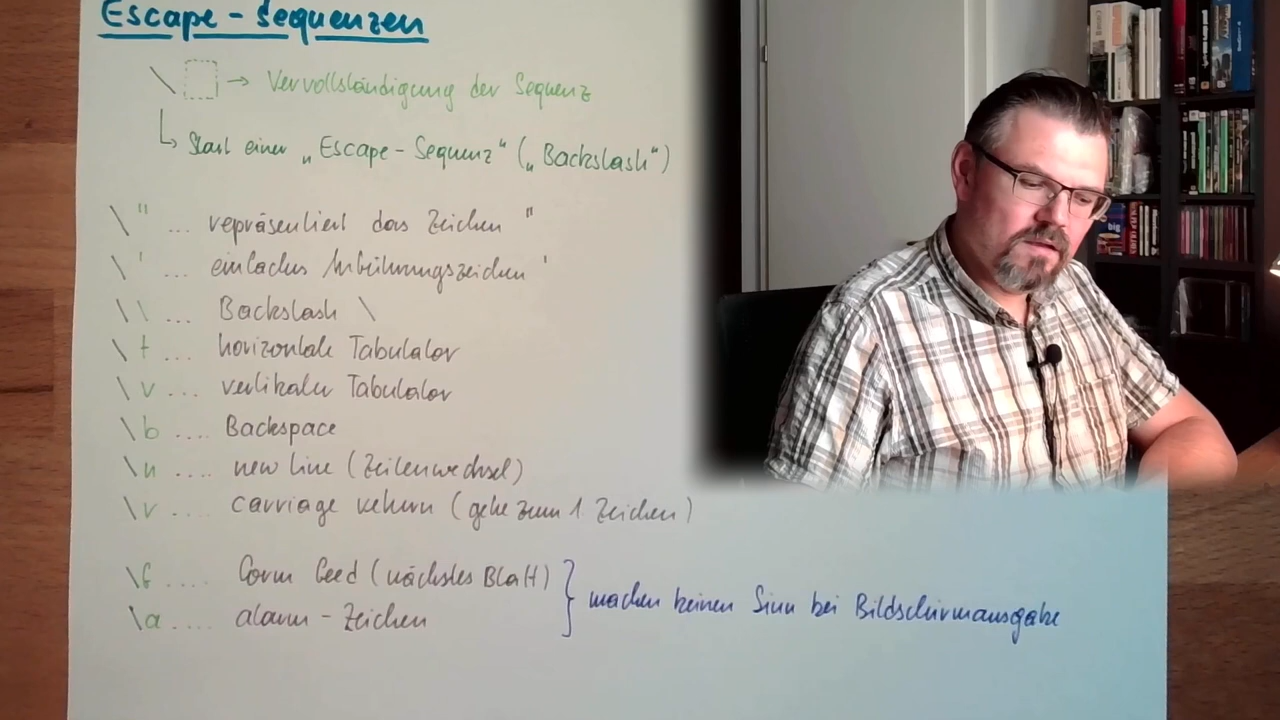 Escape-Sequenzen
\ → Vervollständigung der Sequenz
↳ Start einer „Escape-Sequenz" („Backslash")
\" ... repräsentiert das Zeichen "
\' ... einfaches Anführungszeichen '
\\ ... Backslash \
\t ... horizontale Tabulator
\v ... vertikaler Tabulator
\b .... Backspace
\n .... new line (Zeilenwechsel)
\r .... carriage return (gehe zum 1 Zeichen)
\f .... form feed (nächstes Blatt)
\a .... alarm-Zeichen
} machen keinen Sinn bei Bildschirmausgabe
big